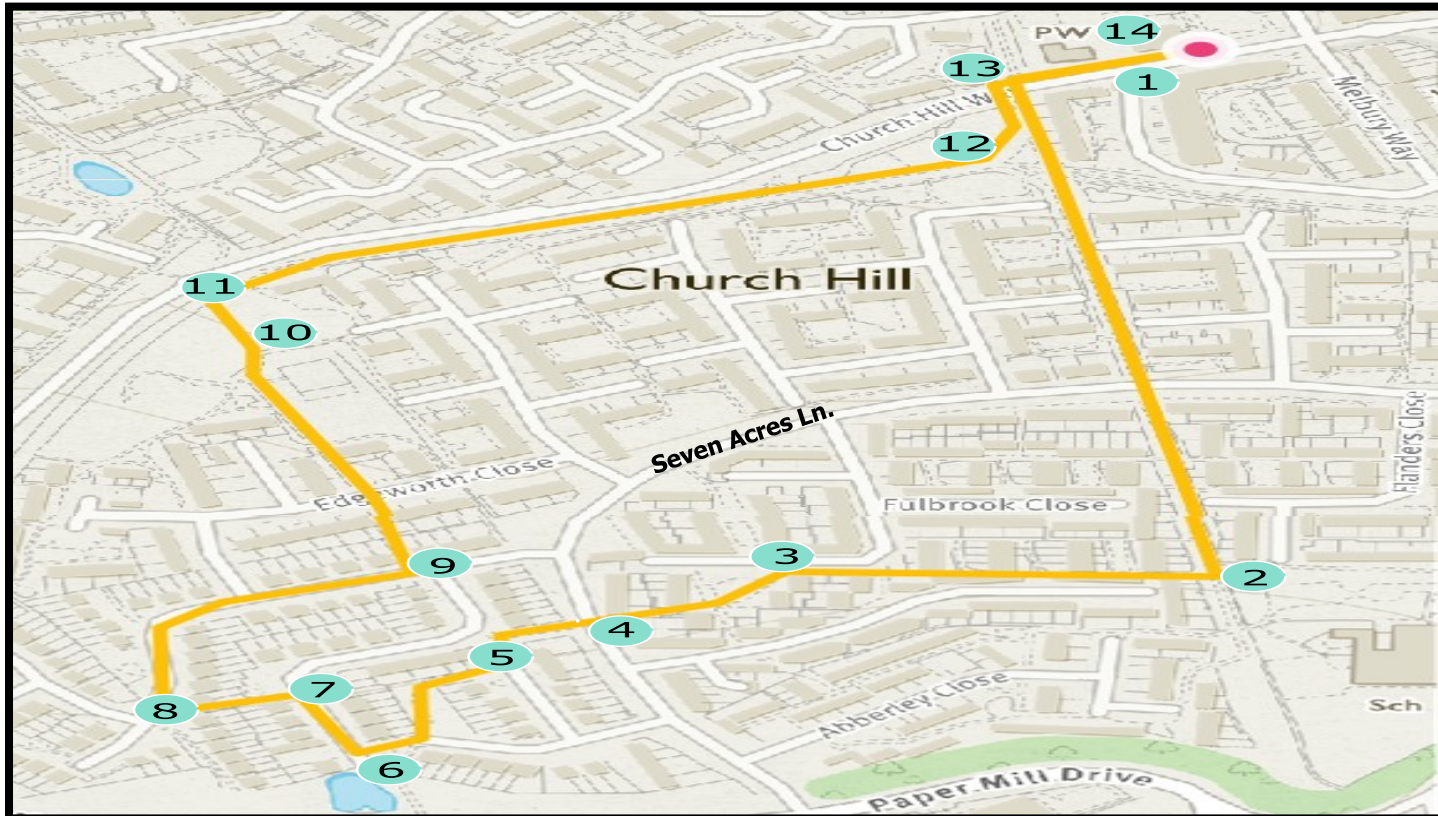 PW
14
13
1
Melbury Way
Church Hill W
12
11
Church Hill
10
Seven Acres Ln.
Flanders Close
Edgeworth Close
Fulbrook Close
3
9
2
4
5
7
Abberley Close
8
Sch
6
Paper Mill Drive